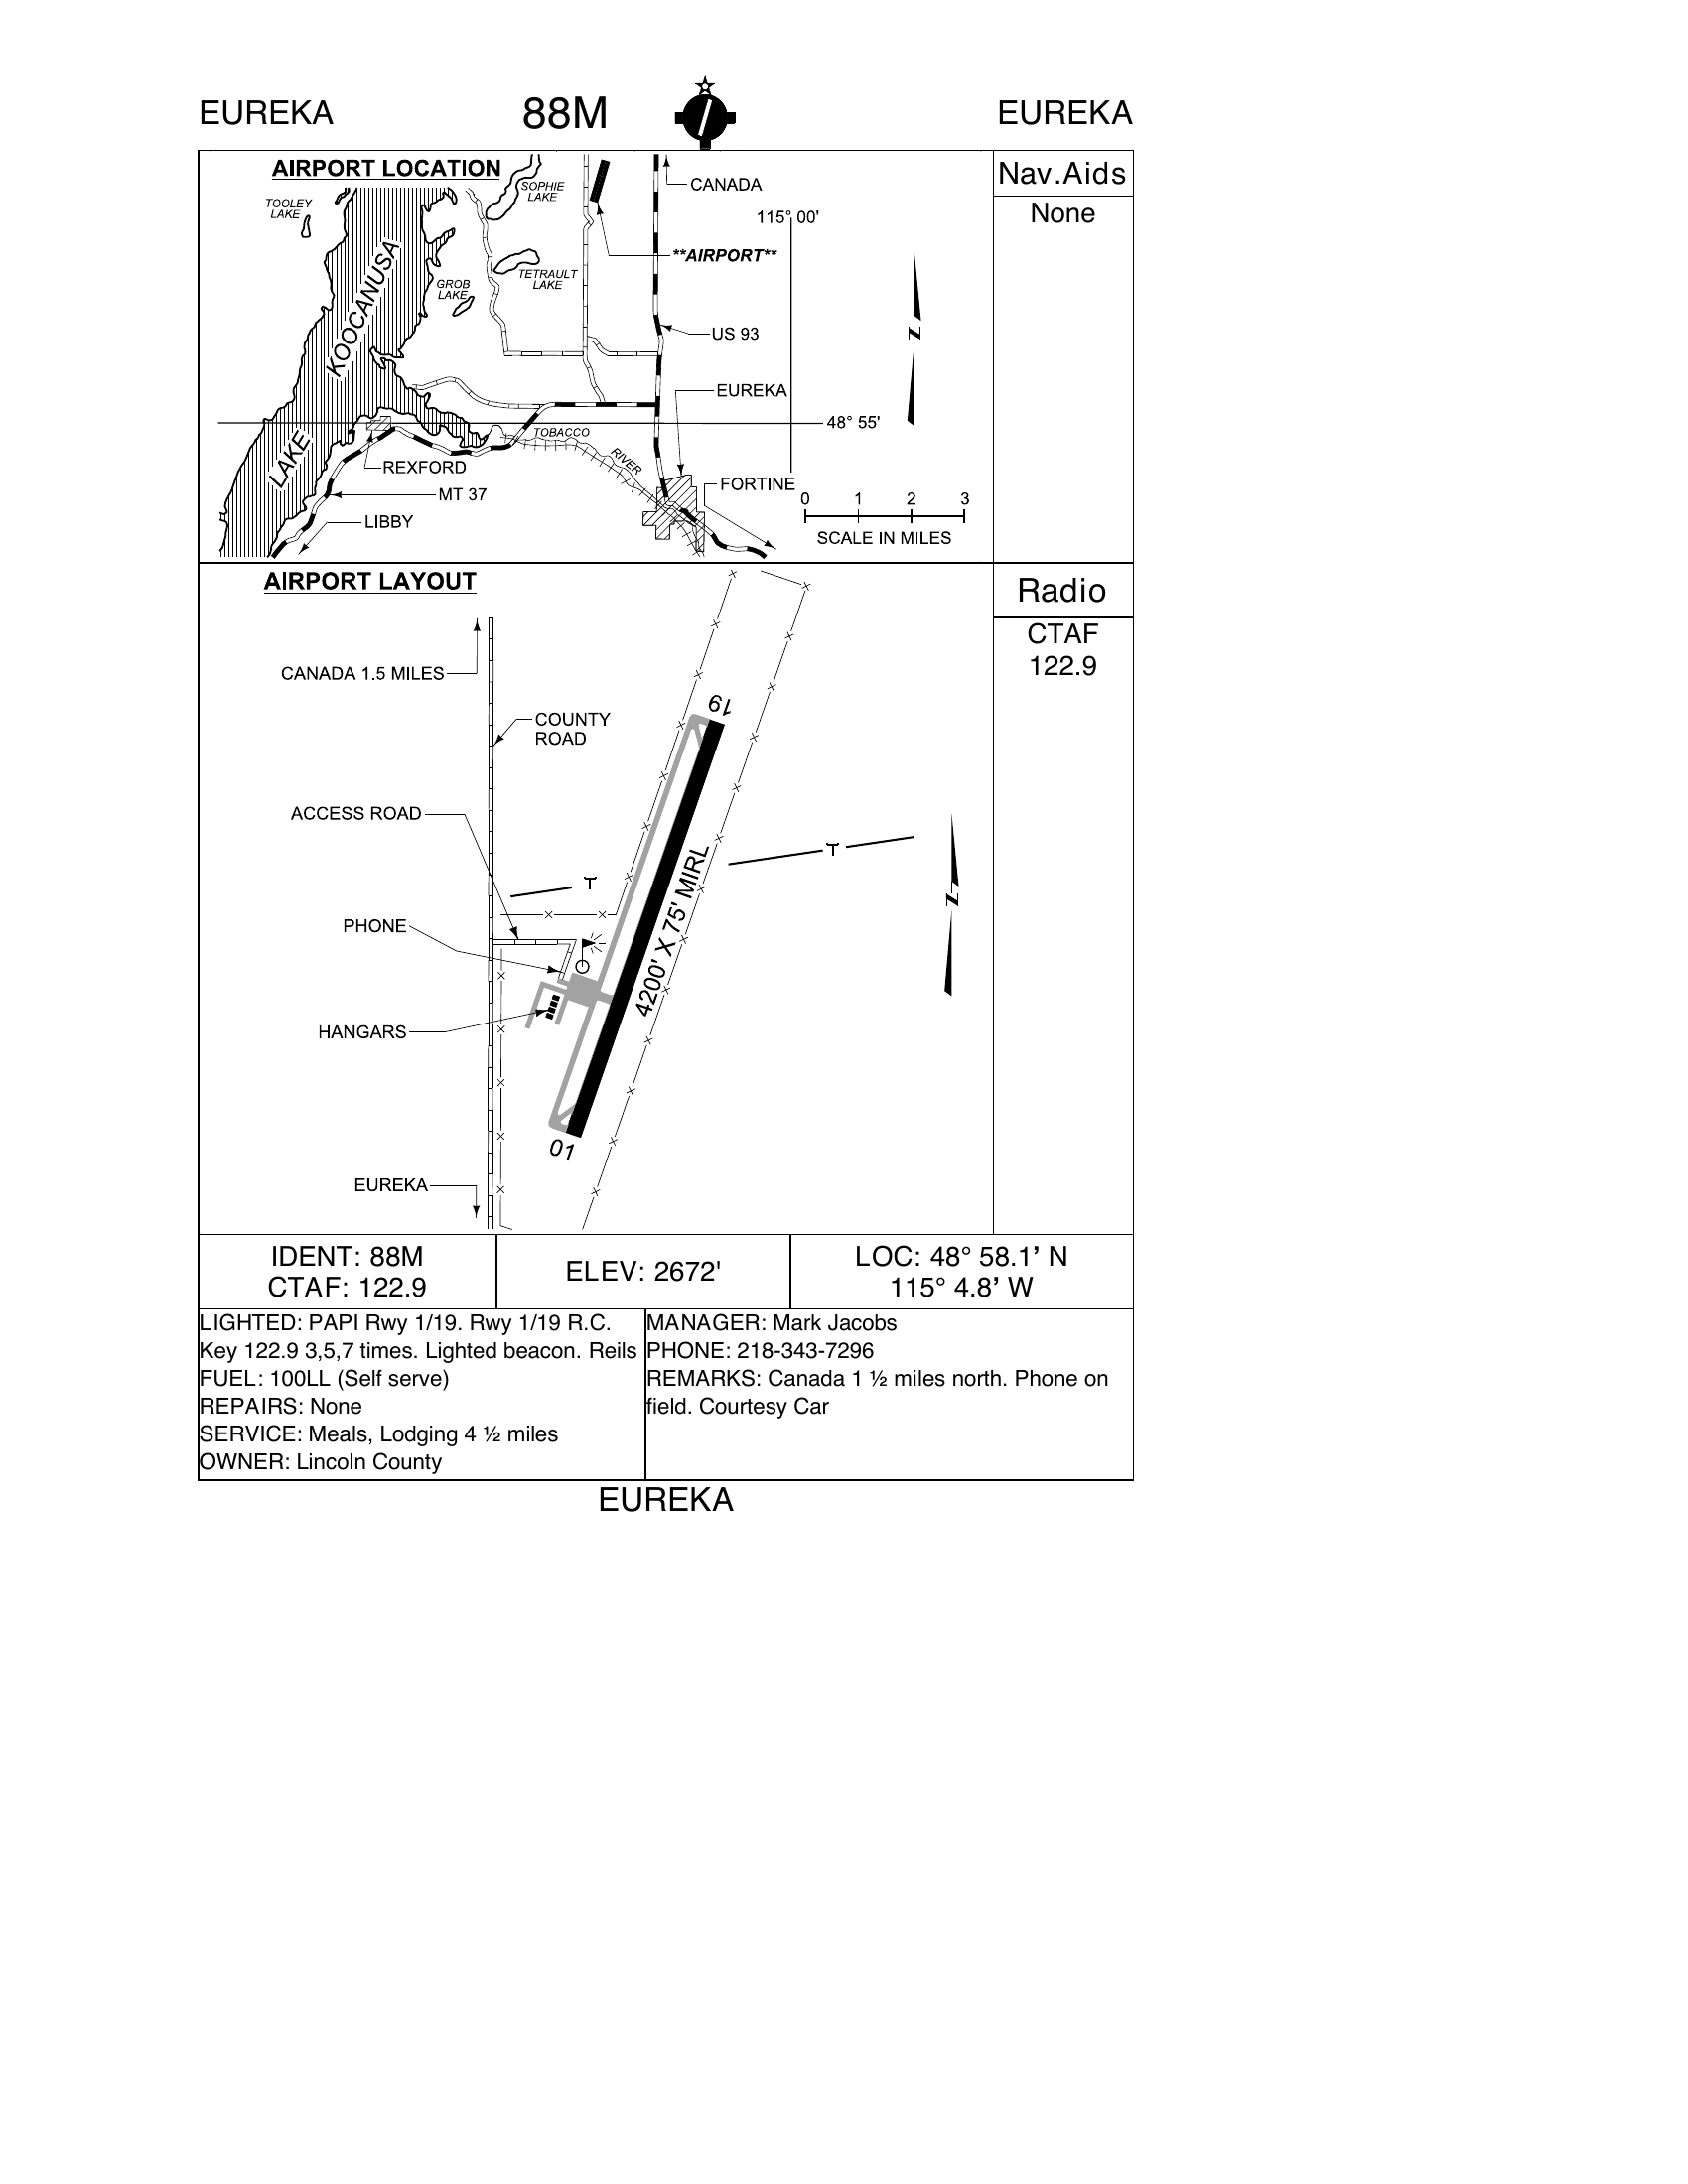 EUREKA 88M EUREKA
AIRPORT LOCATION
Nav.Aids
None
CANADA
SOPHIE
LAKE
TOOLEY
LAKE
115° 00'
**AIRPORT**
TETRAULT
LAKE
GROB
LAKE
KOOCANUSA
LAKE
N
US 93
EUREKA
48° 55'
TOBACCO
RIVER
REXFORD
MT 37
LIBBY
FORTINE
0 1 2 3
SCALE IN MILES
AIRPORT LAYOUT
Radio
CTAF
122.9
CANADA 1.5 MILES
COUNTY
ROAD
19
ACCESS ROAD
T
T
N
4200' X 75' MIRL
PHONE
HANGARS
01
EUREKA
IDENT: 88M
CTAF: 122.9
ELEV: 2672'
LOC: 48° 58.1’ N
115° 4.8’ W
LIGHTED: PAPI Rwy 1/19. Rwy 1/19 R.C.
Key 122.9 3,5,7 times. Lighted beacon. Reils
FUEL: 100LL (Self serve)
REPAIRS: None
SERVICE: Meals, Lodging 4 ½ miles
OWNER: Lincoln County
MANAGER: Mark Jacobs
PHONE: 218-343-7296
REMARKS: Canada 1 ½ miles north. Phone on
field. Courtesy Car
EUREKA